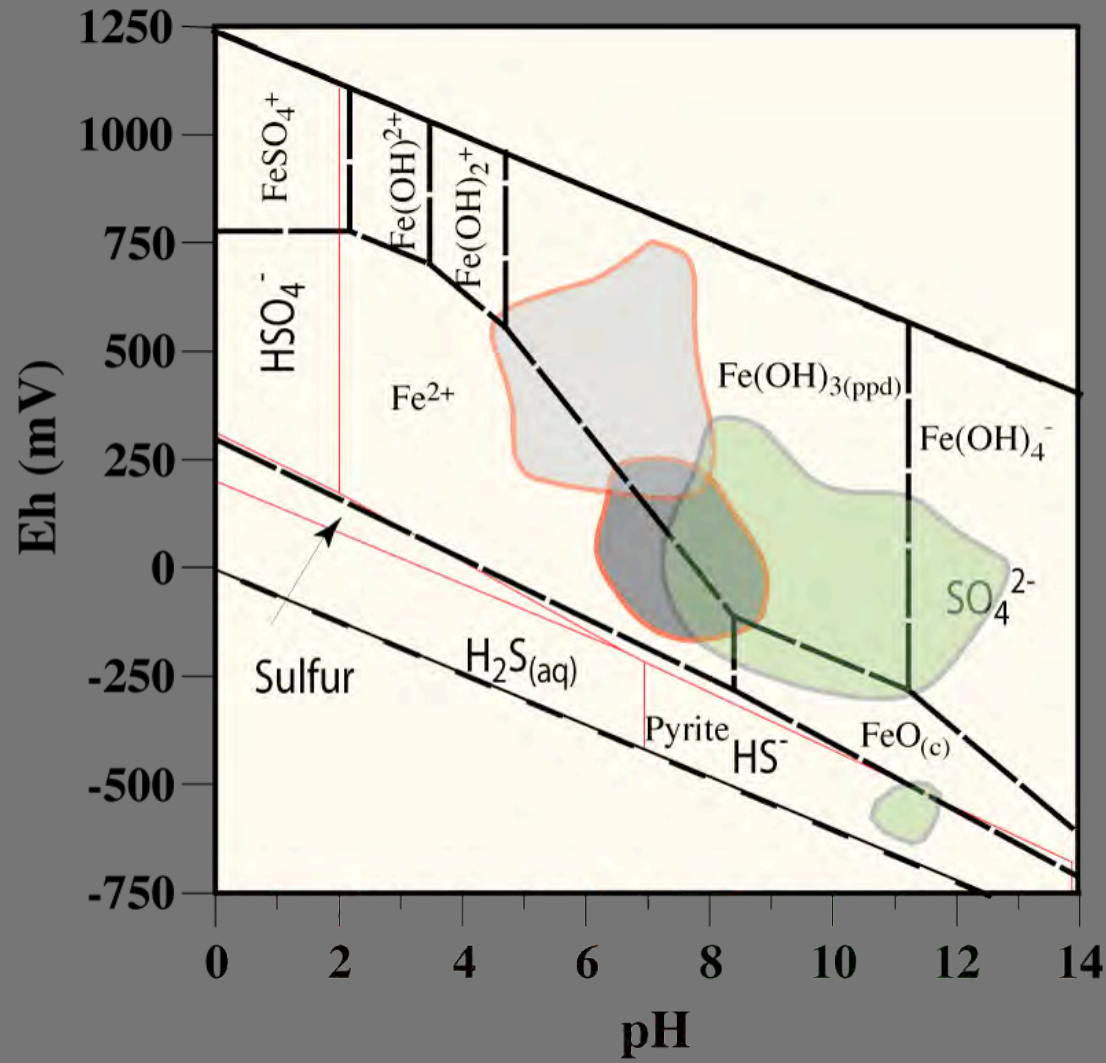 1250
1000
750
500
250
0
-250
-500
-750
Eh (mV)
FeSO₄⁺
Fe(OH)²⁺
Fe(OH)₂⁺
HSO₄⁻
Fe²⁺
Fe(OH)₃₍ppd₎
Fe(OH)₄⁻
SO₄²⁻
Sulfur
H₂S(aq)
Pyrite
HS⁻
FeO(c)
0 2 4 6 8 10 12 14
pH